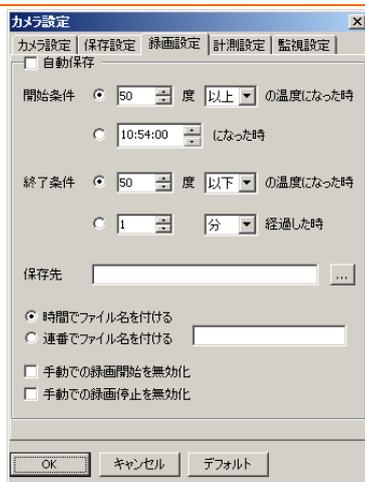 カメラ設定
カメラ設定 保存設定 録画設定 計測設定 監視設定
自動保存
開始条件 50 度 以上 の温度になった時
10:54:00 になった時
終了条件 50 度 以下 の温度になった時
1 分 経過した時
保存先 ...
時間でファイル名を付ける
連番でファイル名を付ける
手動での録画開始を無効化
手動での録画停止を無効化
OK キャンセル デフォルト